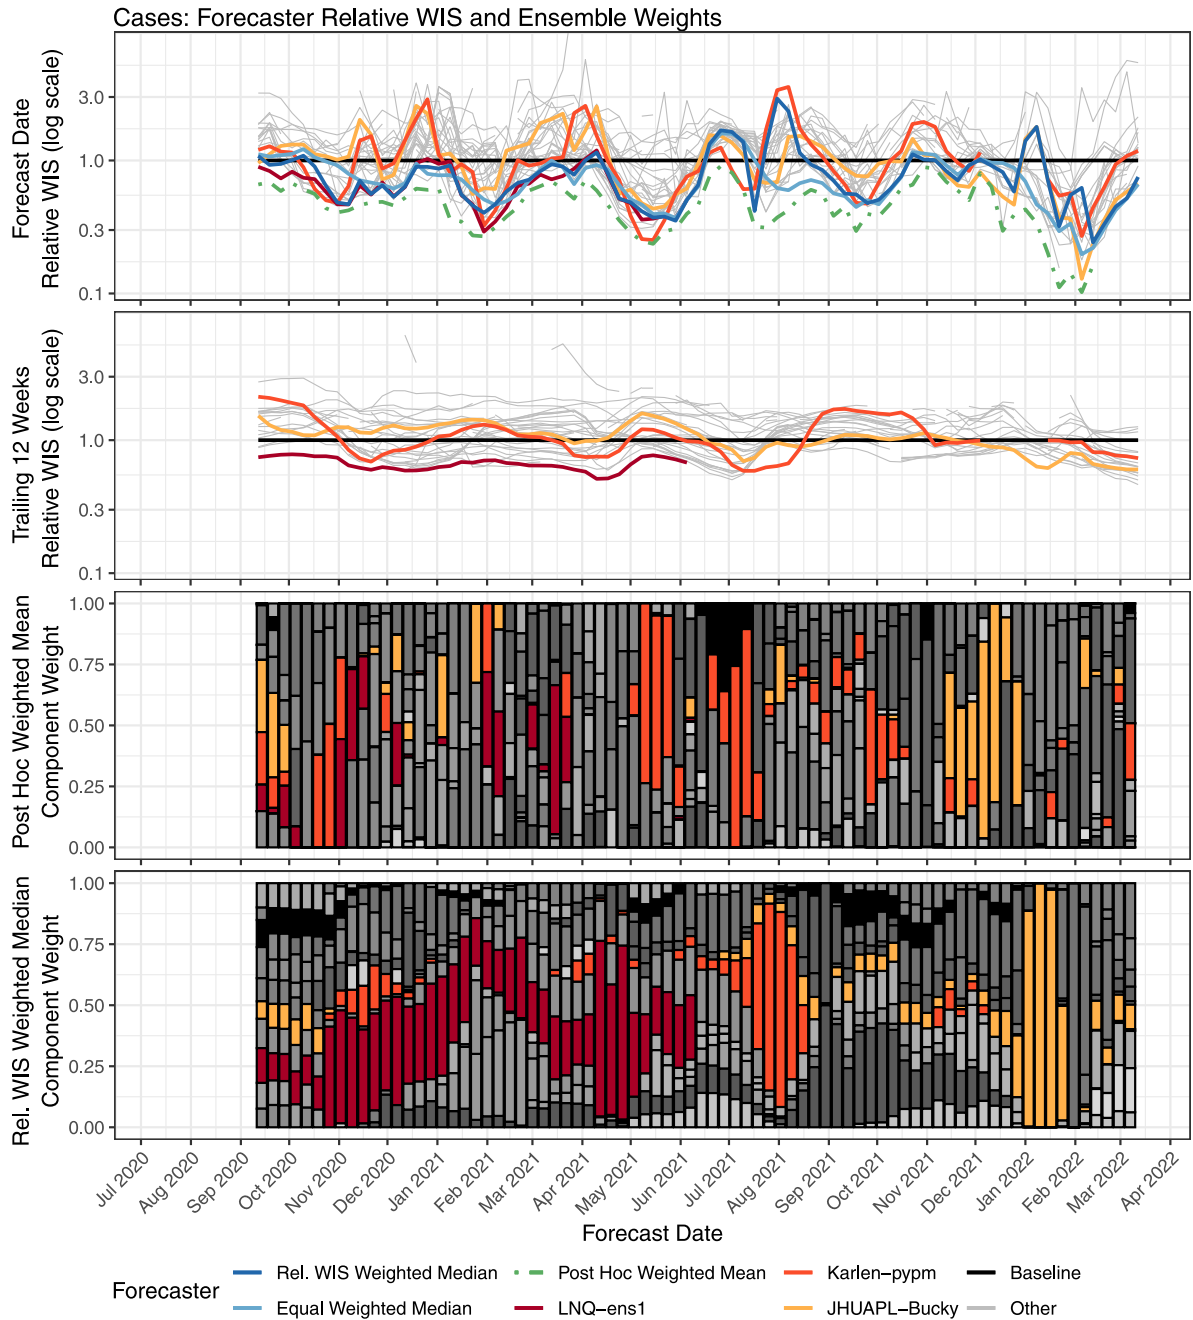 Cases: Forecaster Relative WIS and Ensemble Weights
Forecast Date
Relative WIS (log scale)
3.0
1.0
0.3
0.1
Trailing 12 Weeks
Relative WIS (log scale)
3.0
1.0
0.3
0.1
Post Hoc Weighted Mean
Component Weight
1.00
0.75
0.50
0.25
0.00
Rel. WIS Weighted Median
Component Weight
1.00
0.75
0.50
0.25
0.00
Jul 2020
Aug 2020
Sep 2020
Oct 2020
Nov 2020
Dec 2020
Jan 2021
Feb 2021
Mar 2021
Apr 2021
May 2021
Jun 2021
Jul 2021
Aug 2021
Sep 2021
Oct 2021
Nov 2021
Dec 2021
Jan 2022
Feb 2022
Mar 2022
Apr 2022
Forecast Date
Forecaster
Rel. WIS Weighted Median
Post Hoc Weighted Mean
Karlen−pypm
Baseline
Equal Weighted Median
LNQ−ens1
JHUAPL−Bucky
Other